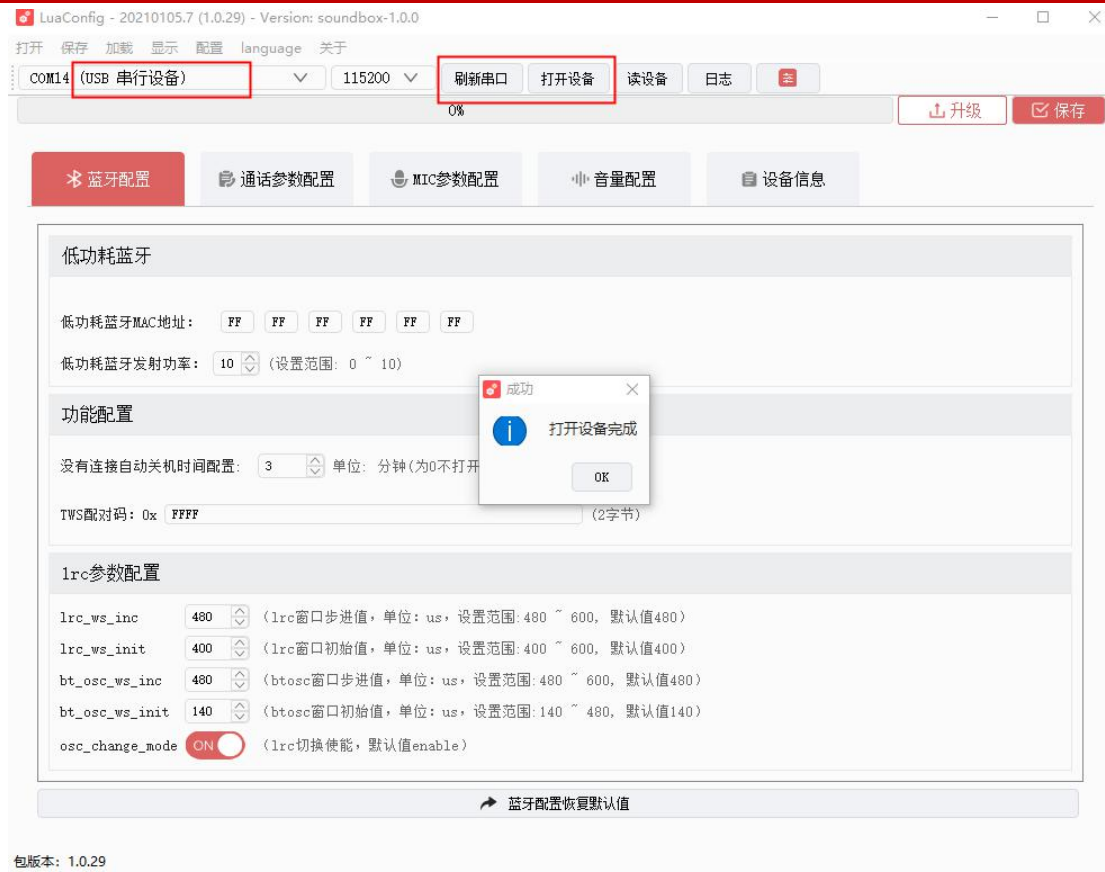 LuaConfig - 20210105.7 (1.0.29) - Version: soundbox-1.0.0
打开 保存 加载 显示 配置 language 关于
COM14 (USB 串行设备) 115200 刷新串口 打开设备 读设备 日志
0% 升级 保存
蓝牙配置 通话参数配置 MIC参数配置 音量配置 设备信息
低功耗蓝牙
低功耗蓝牙MAC地址: FF FF FF FF FF FF
低功耗蓝牙发射功率: 10 (设置范围: 0 ~ 10)
成功
功能配置
打开设备完成
没有连接自动关机时间配置: 3 单位: 分钟(为0不打开
OK
TWS配对码: 0x FFFF (2字节)
lrc参数配置
lrc_ws_inc 480 (lrc窗口步进值,单位: us,设置范围:480 ~ 600, 默认值480)
lrc_ws_init 400 (lrc窗口初始值,单位: us,设置范围:400 ~ 600, 默认值400)
bt_osc_ws_inc 480 (btosc窗口步进值,单位: us,设置范围:480 ~ 600, 默认值480)
bt_osc_ws_init 140 (btosc窗口初始值,单位: us,设置范围:140 ~ 480, 默认值140)
osc_change_mode ON (lrc切换使能,默认值enable)
蓝牙配置恢复默认值
包版本: 1.0.29